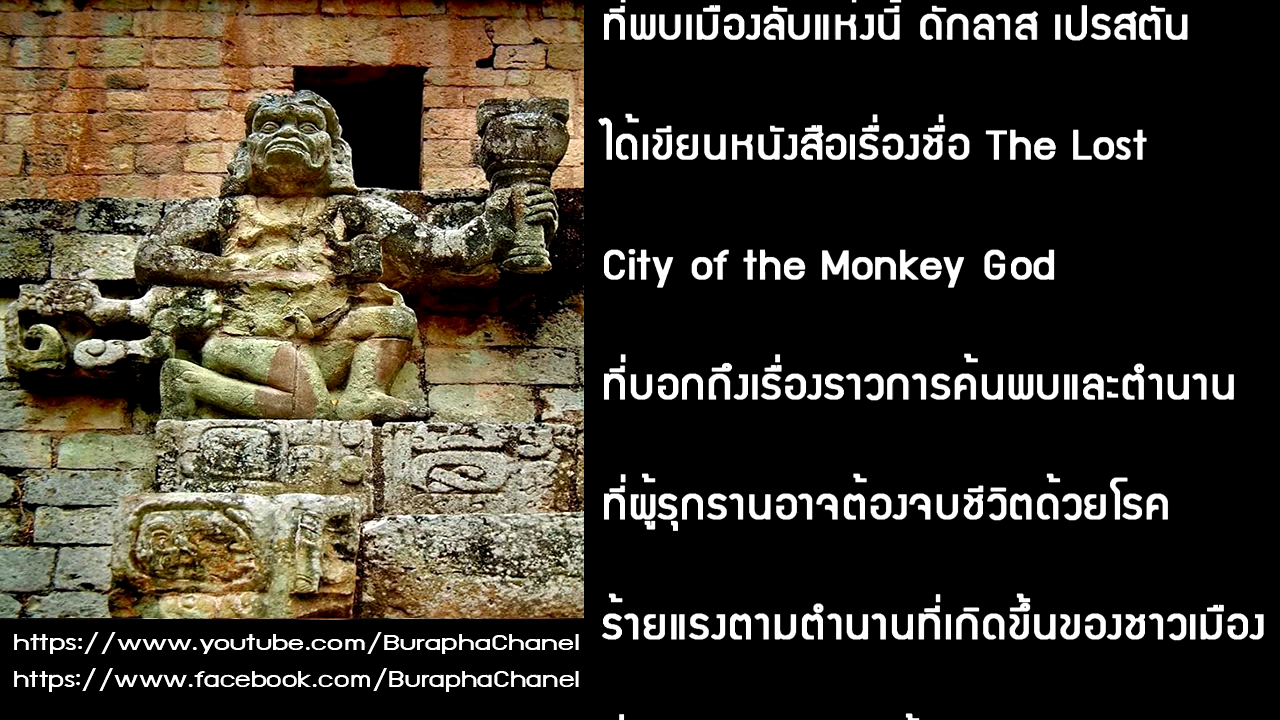 ที่พบเมืองลับแห่งนี้ ดักลาส เปรสตัน
ได้เขียนหนังสือเรื่องชื่อ The Lost
City of the Monkey God
ที่บอกถึงเรื่องราวการค้นพบและตำนาน
ที่ผู้รุกรานอาจต้องจบชีวิตด้วยโรค
ร้ายแรงตามตำนานที่เกิดขึ้นของชาวเมือง
https://www.youtube.com/BuraphaChanel
https://www.facebook.com/BuraphaChanel